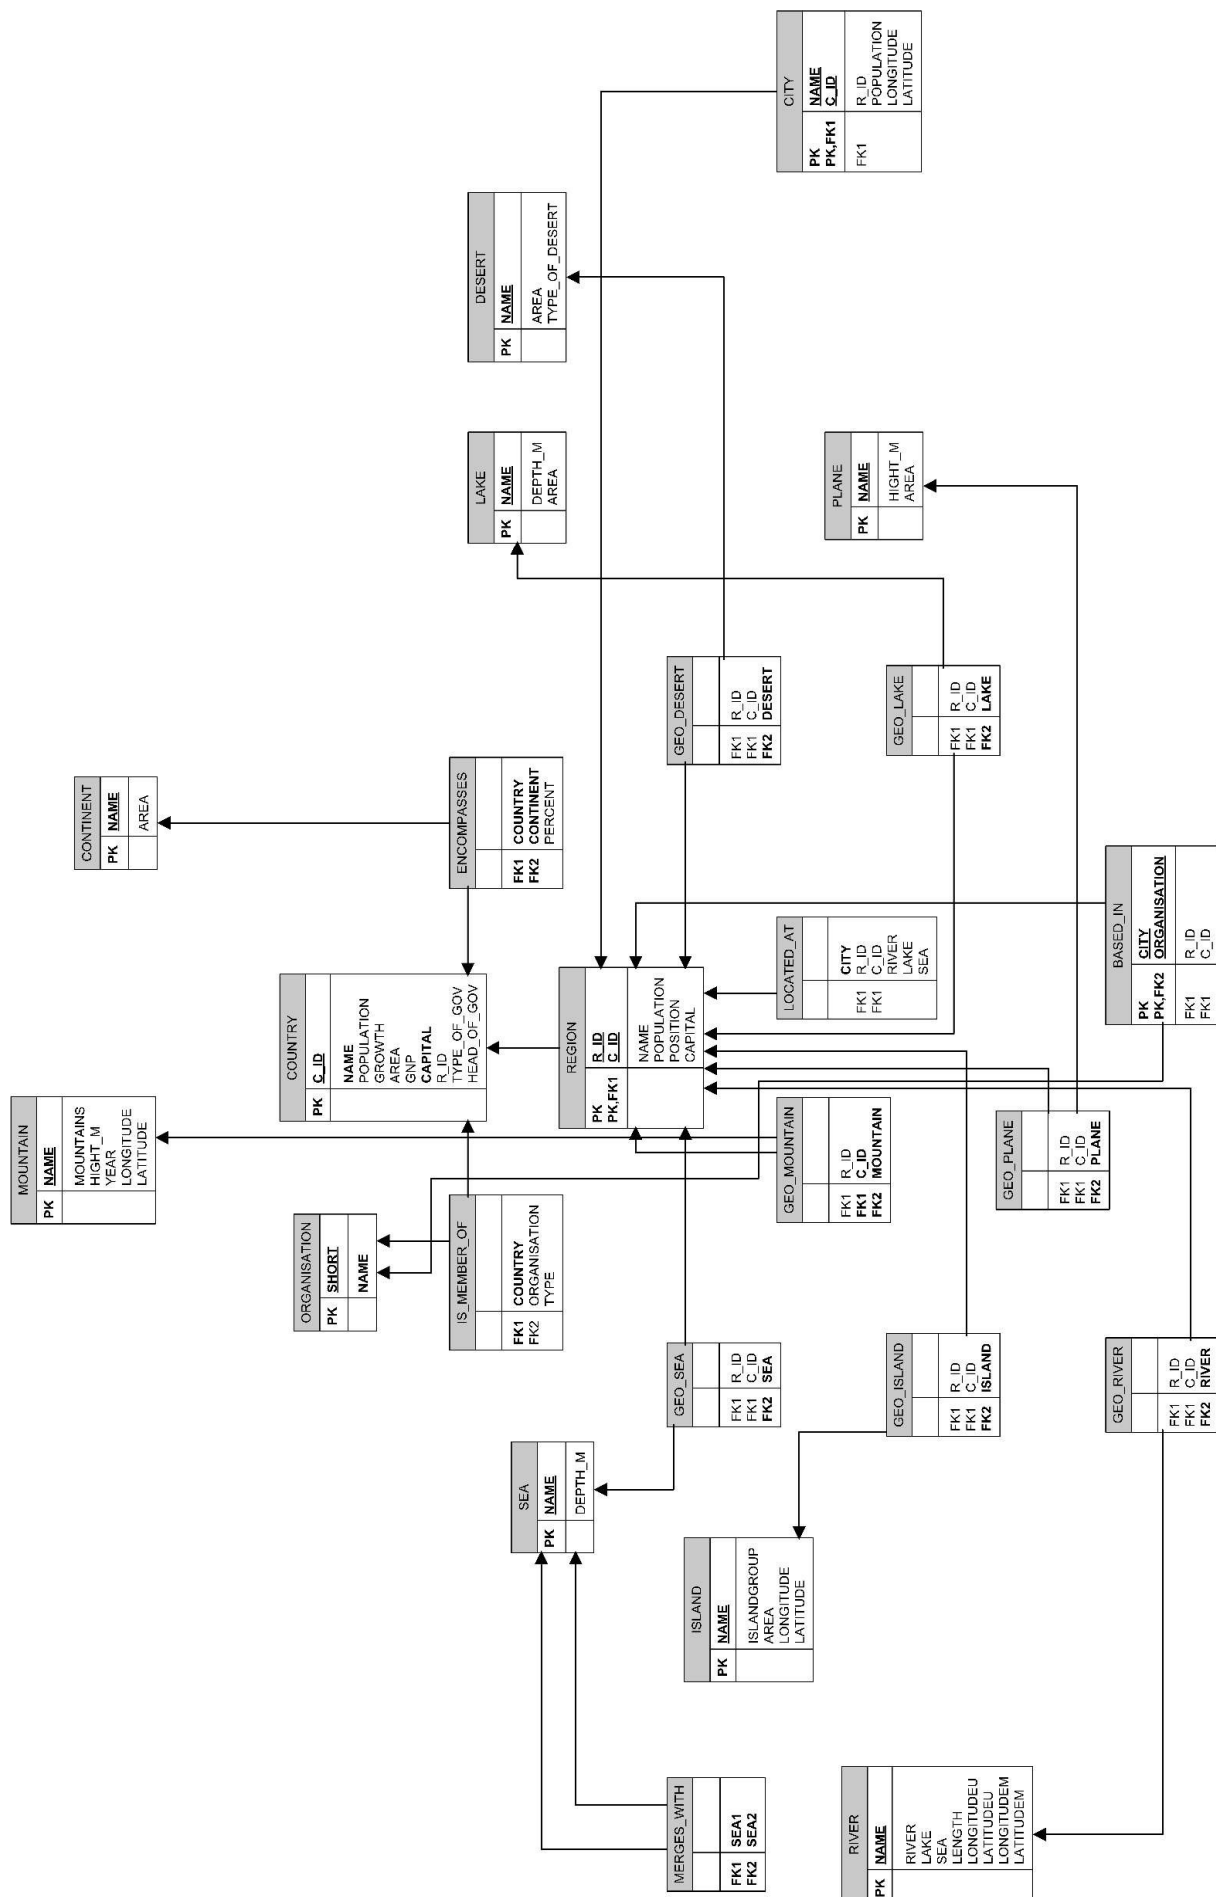 MOUNTAIN
PK NAME
MOUNTAINS
HIGHT_M
YEAR
LONGITUDE
LATITUDE
CONTINENT
PK NAME
AREA
ORGANISATION
PK SHORT
NAME
COUNTRY
PK C_ID
NAME
POPULATION
GROWTH
AREA
GNP
CAPITAL
R_ID
TYPE_OF_GOV
HEAD_OF_GOV
IS_MEMBER_OF
FK1 COUNTRY
FK2 ORGANISATION
TYPE
ENCOMPASSES
FK1 COUNTRY
FK2 CONTINENT
PERCENT
LAKE
PK NAME
DEPTH_M
AREA
DESERT
PK NAME
AREA
TYPE_OF_DESERT
SEA
PK NAME
DEPTH_M
REGION
PK R_ID
PK,FK1 C_ID
NAME
POPULATION
POSITION
CAPITAL
MERGES_WITH
FK1 SEA1
FK2 SEA2
GEO_SEA
FK1 R_ID
FK1 C_ID
FK2 SEA
GEO_DESERT
FK1 R_ID
FK1 C_ID
FK2 DESERT
ISLAND
PK NAME
ISLANDGROUP
AREA
LONGITUDE
LATITUDE
GEO_MOUNTAIN
FK1 R_ID
FK1 C_ID
FK2 MOUNTAIN
LOCATED_AT
CITY
FK1 R_ID
FK1 C_ID
RIVER
LAKE
SEA
CITY
PK NAME
PK,FK1 C_ID
FK1 R_ID
POPULATION
LONGITUDE
LATITUDE
PLANE
PK NAME
HIGHT_M
AREA
RIVER
PK NAME
RIVER
LAKE
SEA
LENGTH
LONGITUDEU
LATITUDEU
LONGITUDEM
LATITUDEM
GEO_ISLAND
FK1 R_ID
FK1 C_ID
FK2 ISLAND
GEO_LAKE
FK1 R_ID
FK1 C_ID
FK2 LAKE
GEO_PLANE
FK1 R_ID
FK1 C_ID
FK2 PLANE
GEO_RIVER
FK1 R_ID
FK1 C_ID
FK2 RIVER
BASED_IN
PK CITY
PK,FK2 ORGANISATION
FK1 R_ID
FK1 C_ID